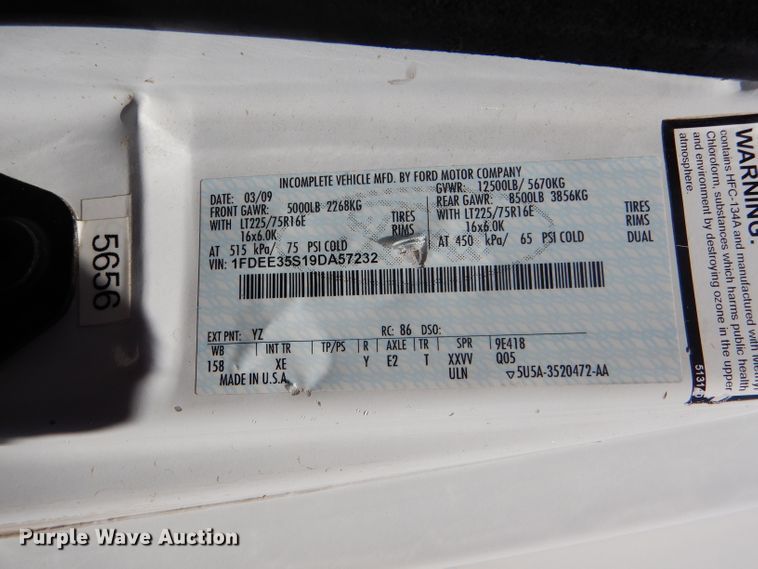 INCOMPLETE VEHICLE MFD. BY FORD MOTOR COMPANY
DATE: 03/09 GVWR: 12500LB/ 5670KG
FRONT GAWR: 5000LB 2268KG REAR GAWR: 8500LB 3856KG
WITH LT225/75R16E TIRES WITH LT225/75R16E TIRES
16x6.0K RIMS 16x6.0K RIMS
AT 515 kPa/ 75 PSI COLD AT 450 kPa/ 65 PSI COLD DUAL
VIN: 1FDEE35S19DA57232
EXT PNT: YZ RC: 86 DSO:
WB INT TR TP/PS R AXLE TR SPR 9E418
158 XE Y E2 T XXVV Q05
MADE IN U.S.A. ULN ▽5U5A-3520472-AA
5656
WARNING:
contains HFC-134A and manufactured with Methyl
Chloroform, substances which harms public health
and environment by destroying ozone in the upper
atmosphere.
Purple Wave Auction